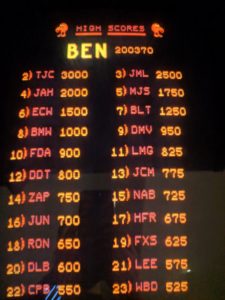 HIGH SCORES
BEN 200370
2) TJC 3000 3) JML 2500
4) JAH 2000 5) MJS 1750
6) ECW 1500 7) BLT 1250
8) BMW 1000 9) DMV 950
10) FDA 900 11) LMG 825
12) DDT 800 13) JCM 775
14) ZAP 750 15) NAB 725
16) JUN 700 17) HFR 675
18) RON 650 19) FXS 625
20) DLB 600 21) LEE 575
22) CPB 550 23) WBD 525